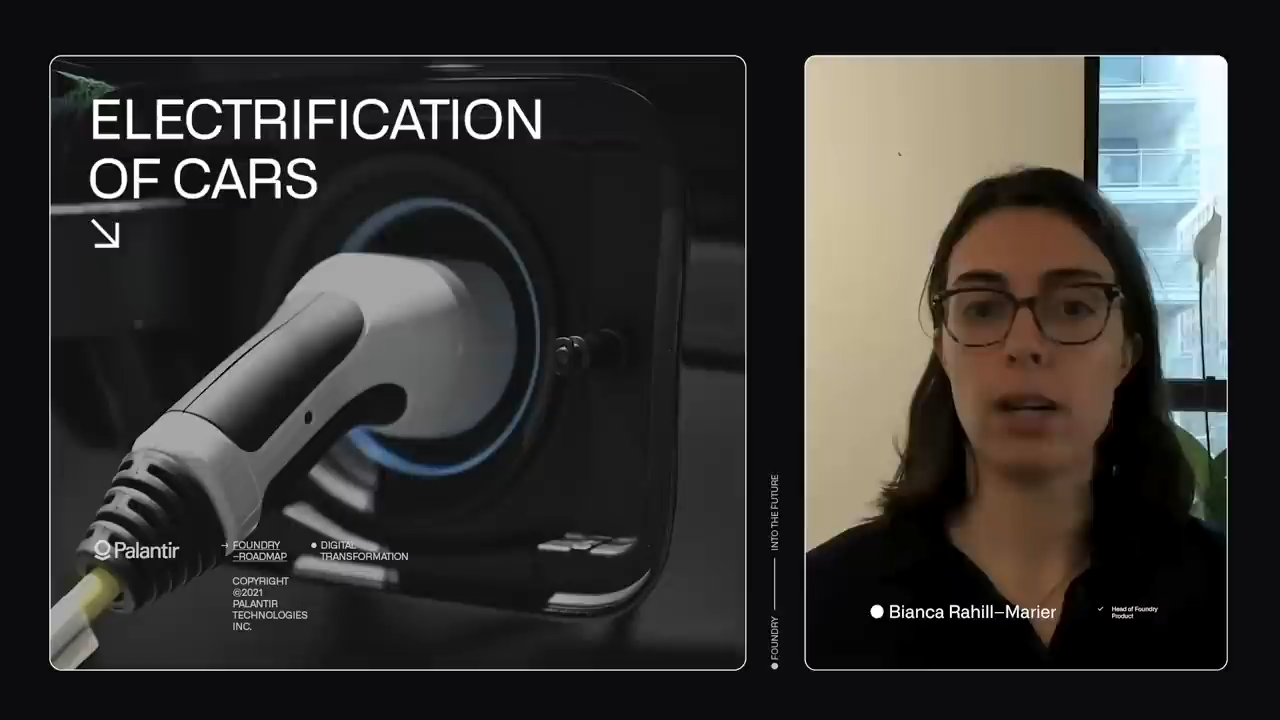 ELECTRIFICATION
OF CARS
Palantir
FOUNDRY
–ROADMAP
DIGITAL
TRANSFORMATION
COPYRIGHT
©2021
PALANTIR
TECHNOLOGIES
INC.
FOUNDRY
INTO THE FUTURE
Bianca Rahill–Marier
Head of Foundry
Product